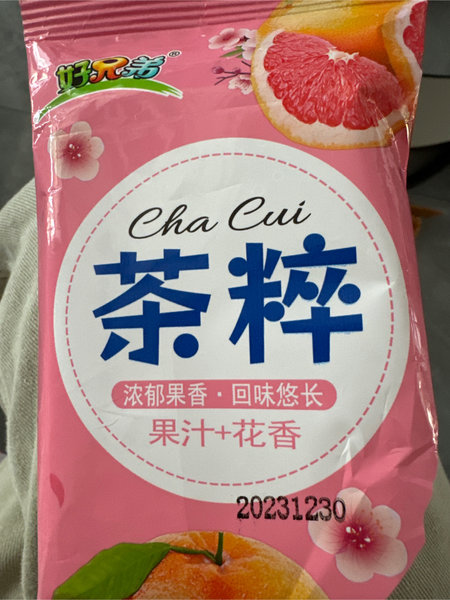 好兄弟®
Cha Cui
茶粹
浓郁果香·回味悠长
果汁+花香
20231230